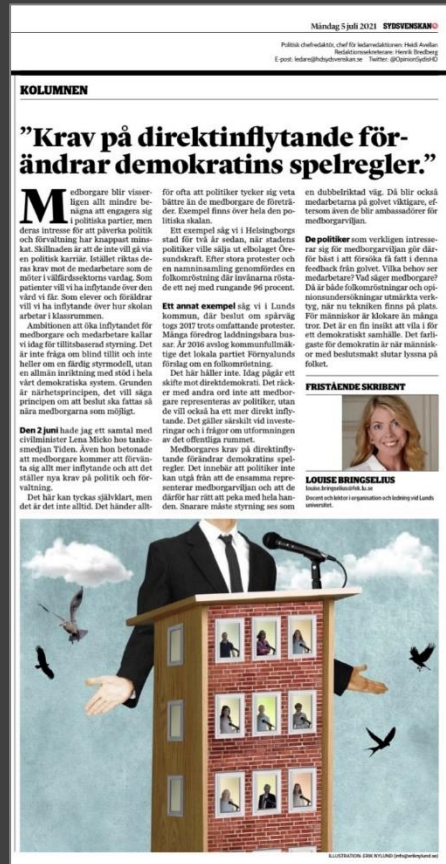 Måndag 5 juli 2021 SYDSVENSKAN
Politisk chefredaktör, chef för ledarredaktionen: Heidi Avellan
Redaktionssekreterare: Henrik Bredberg
E-post: ledare@hdsydsvenskan.se Twitter: @OpinionSydsHD
KOLUMNEN
”Krav på direktinflytande för-
ändrar demokratins spelregler.”
Medborgare blir visser-
ligen allt mindre be-
nägna att engagera sig
i politiska partier, men
deras intresse för att påverka politik
och förvaltning har knappast mins-
kat. Skillnaden är att de inte vill gå via
en politisk karriär. Istället riktas de-
ras krav mot de medarbetare som de
möter i välfärdssektorns vardag. Som
patienter vill vi ha inflytande över den
vård vi får. Som elever och föräldrar
vill vi ha inflytande över hur skolan
arbetar i klassrummen.
Ambitionen att öka inflytandet för
medborgare och medarbetare kallar
vi idag för tillitsbaserad styrning. Det
är inte fråga om blind tillit och inte
heller om en färdig styrmodell, utan
en allmän inriktning med stöd i hela
vårt demokratiska system. Grunden
är närhetsprincipen, det vill säga
principen om att beslut ska fattas så
nära medborgarna som möjligt.
Den 2 juni hade jag ett samtal med
civilminister Lena Micko hos tanke-
smedjan Tiden. Även hon betonade
att medborgare kommer att förvän-
ta sig allt mer inflytande och att det
ställer nya krav på politik och för-
valtning.
Det här kan tyckas självklart, men
det är det inte alltid. Det händer allt-
för ofta att politiker tycker sig veta
bättre än de medborgare de företrä-
der. Exempel finns över hela den po-
litiska skalan.
Ett exempel såg vi i Helsingborgs
stad för två år sedan, när stadens
politiker ville sälja ut elbolaget Öre-
sundskraft. Efter stora protester och
en namninsamling genomfördes en
folkomröstning där invånarna rösta-
de ett nej med rungande 96 procent.
Ett annat exempel såg vi i Lunds
kommun, där beslut om spårväg
togs 2017 trots omfattande protester.
Många föredrog laddningsbara bus-
sar. År 2016 avslog kommunfullmäk-
tige det lokala partiet Förnyalunds
förslag om en folkomröstning.
Det här håller inte. Idag pågår ett
skifte mot direktdemokrati. Det räck-
er med andra ord inte att medbor-
gare representeras av politiker, utan
de vill också ha ett mer direkt infly-
tande. Det gäller särskilt vid investe-
ringar och i frågor om utformningen
av det offentliga rummet.
Medborgares krav på direktinfly-
tande förändrar demokratins spel-
regler. Det innebär att politiker inte
kan utgå från att de ensamma repre-
senterar medborgarviljan och att de
därför har rätt att peka med hela han-
den. Snarare måste styrning ses som
en dubbelriktad väg. Då blir också
medarbetarna på golvet viktigare, ef-
tersom även de blir ambassadörer för
medborgarviljan.
De politiker som verkligen intresse-
rar sig för medborgarviljan gör där-
för bäst i att försöka få fatt i denna
feedback från golvet. Vilka behov ser
medarbetare? Vad säger medborgare?
Då är både folkomröstningar och opi-
nionsundersökningar utmärkta verk-
tyg, när nu tekniken finns på plats.
För människor är klokare än många
tror. Det är en fin insikt att vila i för
ett demokratiskt samhälle. Det farli-
gaste för demokratin är när människ-
or med beslutsmakt slutar lyssna på
folket.
FRISTÅENDE SKRIBENT
LOUISE BRINGSELIUS
louise.bringselius@fek.lu.se
Docent och lektor i organisation och ledning vid Lunds
universitet.
ILLUSTRATION: ERIK NYLUND (info@eriknylund.se)